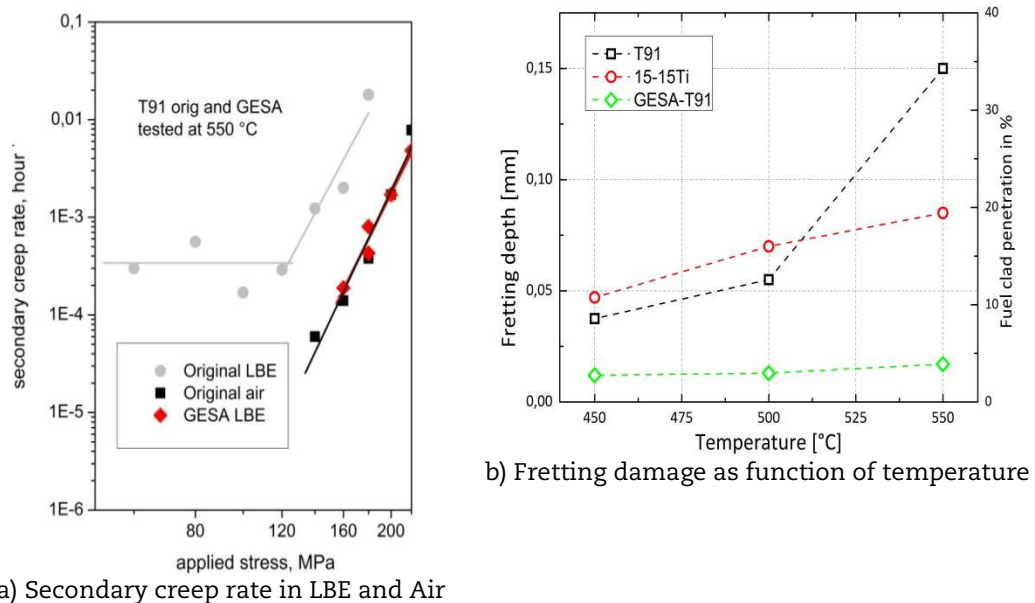 0,1
0,01
1E-3
1E-4
1E-5
1E-6
secondary creep rate, hour
T91 orig and GESA
tested at 550 °C
Original LBE
Original air
GESA LBE
80
120
160
200
applied stress, MPa
a) Secondary creep rate in LBE and Air
T91
15-15Ti
GESA-T91
0,15
0,10
0,05
0,00
Fretting depth [mm]
40
30
20
10
0
Fuel clad penetration in %
450
475
500
525
550
Temperature [°C]
b) Fretting damage as function of temperature